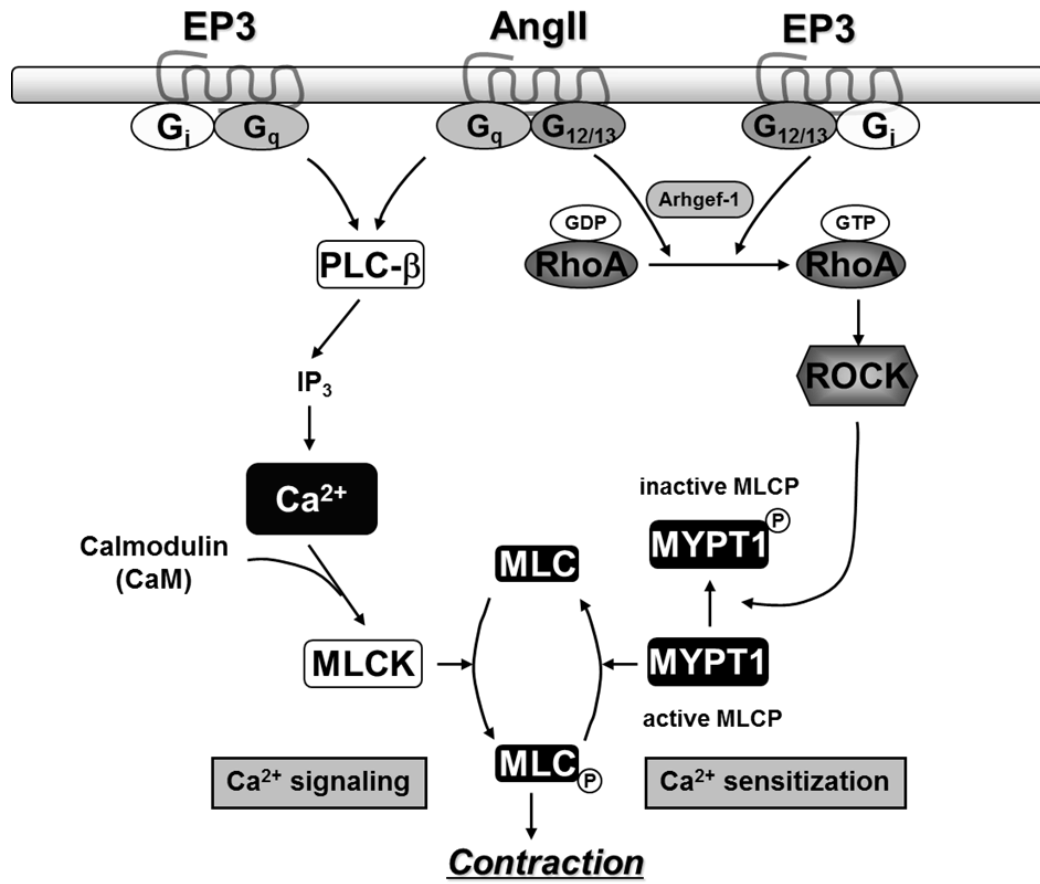 EP3
AngII
EP3
Gi
Gq
Gq
G12/13
G12/13
Gi
Arhgef-1
GDP
GTP
PLC-β
RhoA
RhoA
IP3
ROCK
Ca2+
inactive MLCP
P
MYPT1
Calmodulin
(CaM)
MLC
MLCK
MYPT1
active MLCP
MLC
P
Ca2+ signaling
Ca2+ sensitization
Contraction